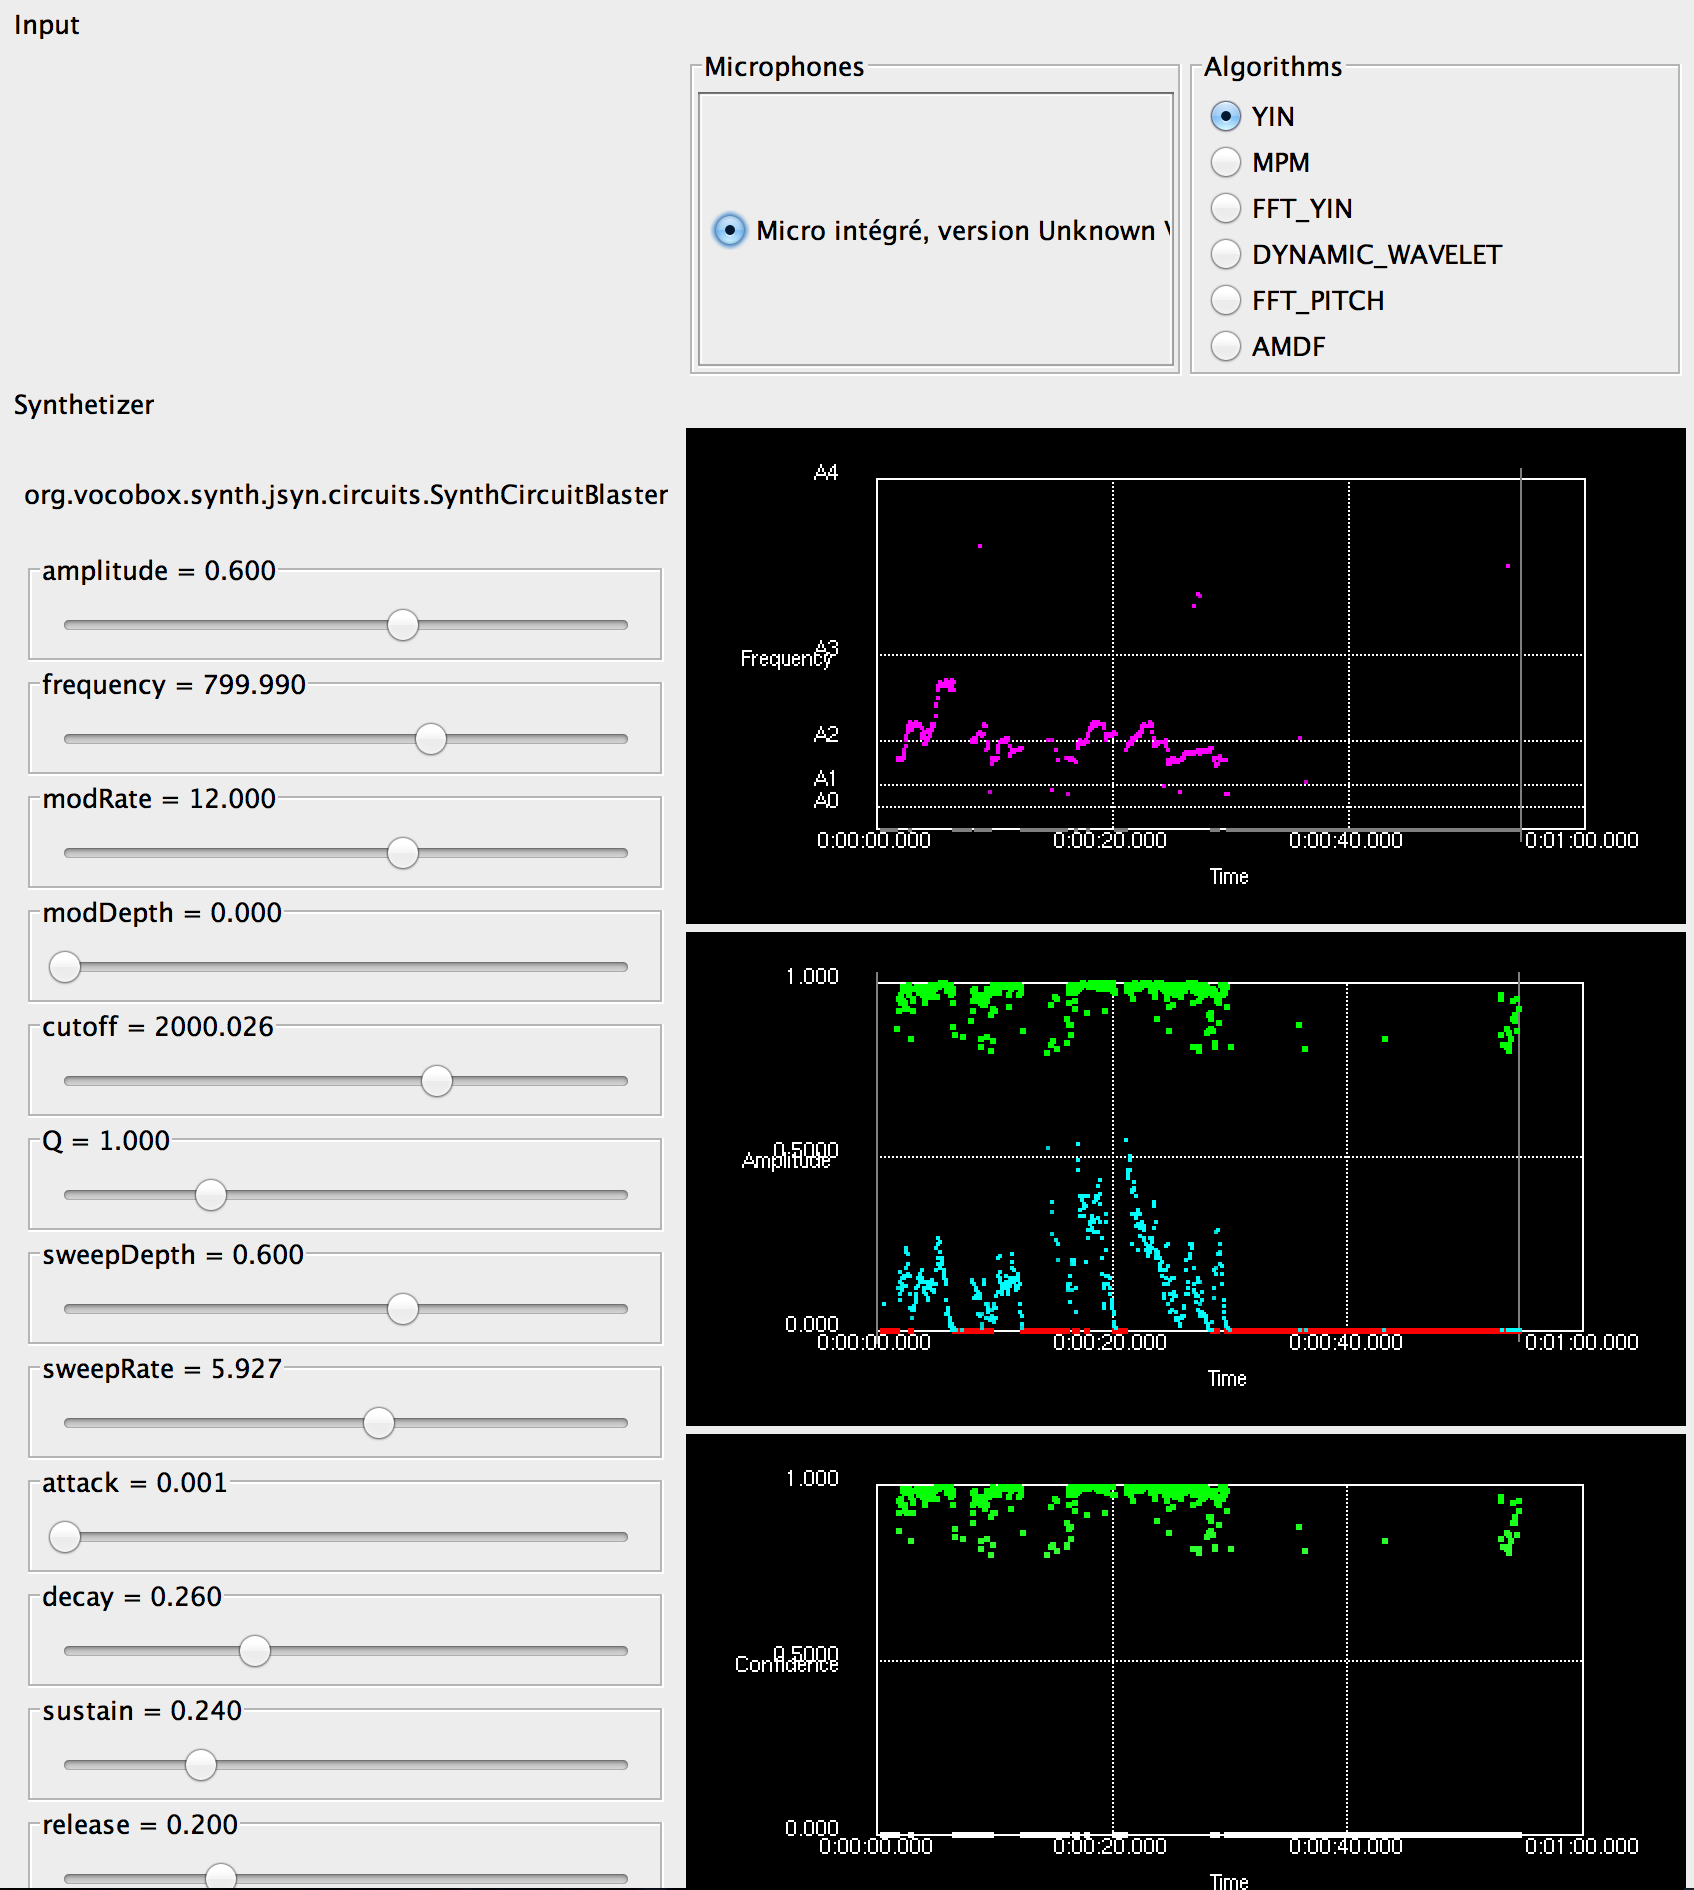 Input
Microphones
Micro intégré, version Unknown
Algorithms
YIN
MPM
FFT_YIN
DYNAMIC_WAVELET
FFT_PITCH
AMDF
Synthetizer
org.vocobox.synth.jsyn.circuits.SynthCircuitBlaster
amplitude = 0.600
frequency = 799.990
modRate = 12.000
modDepth = 0.000
cutoff = 2000.026
Q = 1.000
sweepDepth = 0.600
sweepRate = 5.927
attack = 0.001
decay = 0.260
sustain = 0.240
release = 0.200
A4
A3
Frequency
A2
A1
A0
0:00:00.000 0:00:20.000 0:00:40.000 0:01:00.000
Time
1.000
0.5000
Amplitude
0.000
0:00:00.000 0:00:20.000 0:00:40.000 0:01:00.000
Time
1.000
0.5000
Confidence
0.000
0:00:00.000 0:00:20.000 0:00:40.000 0:01:00.000
Time